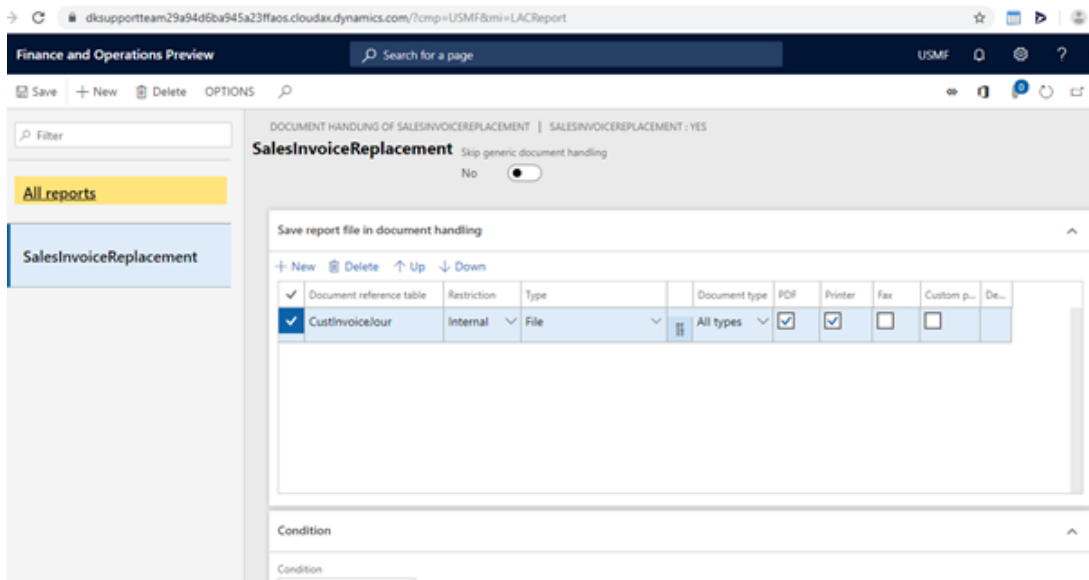 dksupportteam29a94d6ba945a23ffaos.cloudax.dynamics.com/?cmp=USMF&mi=LACReport
Finance and Operations Preview
Search for a page
USMF
?
Save
New
Delete
OPTIONS
0
Filter
All reports
SalesInvoiceReplacement
DOCUMENT HANDLING OF SALESINVOICEREPLACEMENT | SALESINVOICEREPLACEMENT : YES
SalesInvoiceReplacement Skip generic document handling
No
Save report file in document handling
New Delete Up Down
Document reference table Restriction Type Document type PDF Printer Fax Custom p... De...
CustInvoiceJour Internal File All types
Condition
Condition